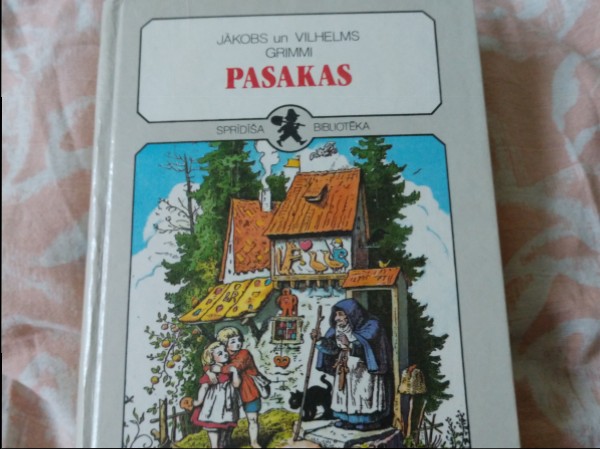 JĀKOBS un VILHELMS
GRIMMI
PASAKAS
SPRĪDĪŠA BIBLIOTĒKA